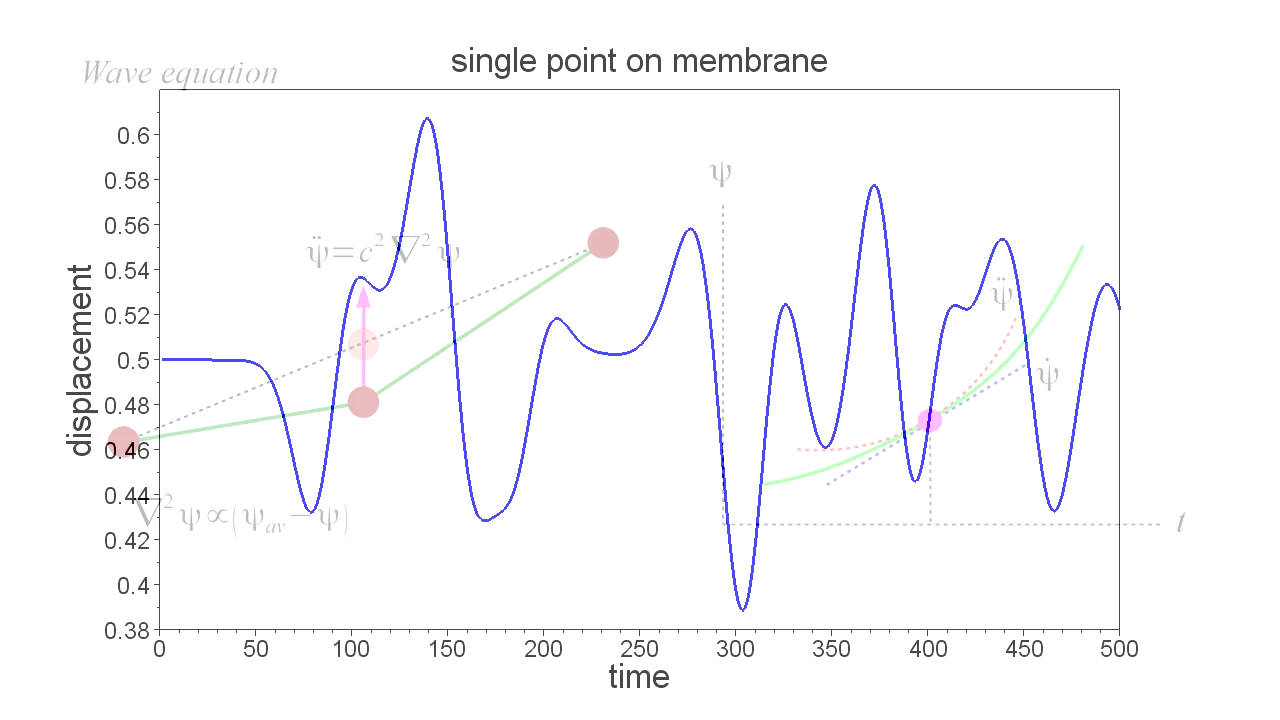 single point on membrane
Wave equation
0.6
0.58
0.56
0.54
0.52
0.5
0.48
0.46
0.44
0.42
0.4
0.38
displacement
ψ̈=c²∇²ψ
∇²ψ∝(ψav−ψ)
ψ
ψ̈
ψ̇
t
0 50 100 150 200 250 300 350 400 450 500
time